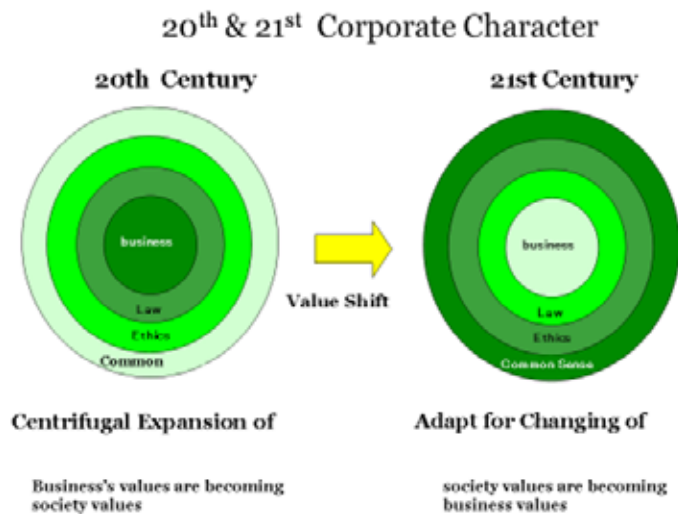 20th & 21st Corporate Character
20th Century
21st Century
business
Law
Ethics
Common
Value Shift
business
Law
Ethics
Common Sense
Centrifugal Expansion of
Adapt for Changing of
Business's values are becoming
society values
society values are becoming
business values